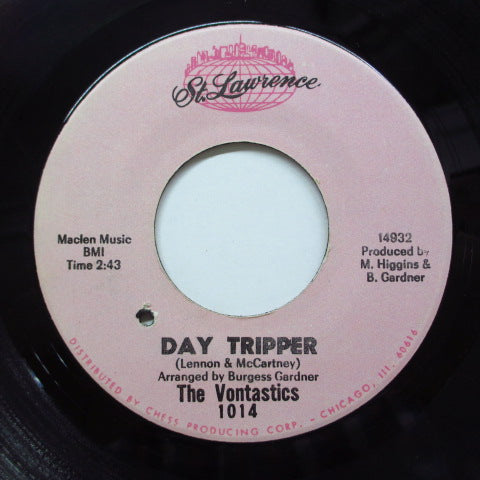 St. Lawrence
Maclen Music
BMI
Time 2:43
14932
Produced by
M. Higgins &
B. Gardner
DAY TRIPPER
(Lennon & McCartney)
Arranged by Burgess Gardner
The Vontastics
1014
DISTRIBUTED BY CHESS PRODUCING CORP. - CHICAGO, ILL. 60616